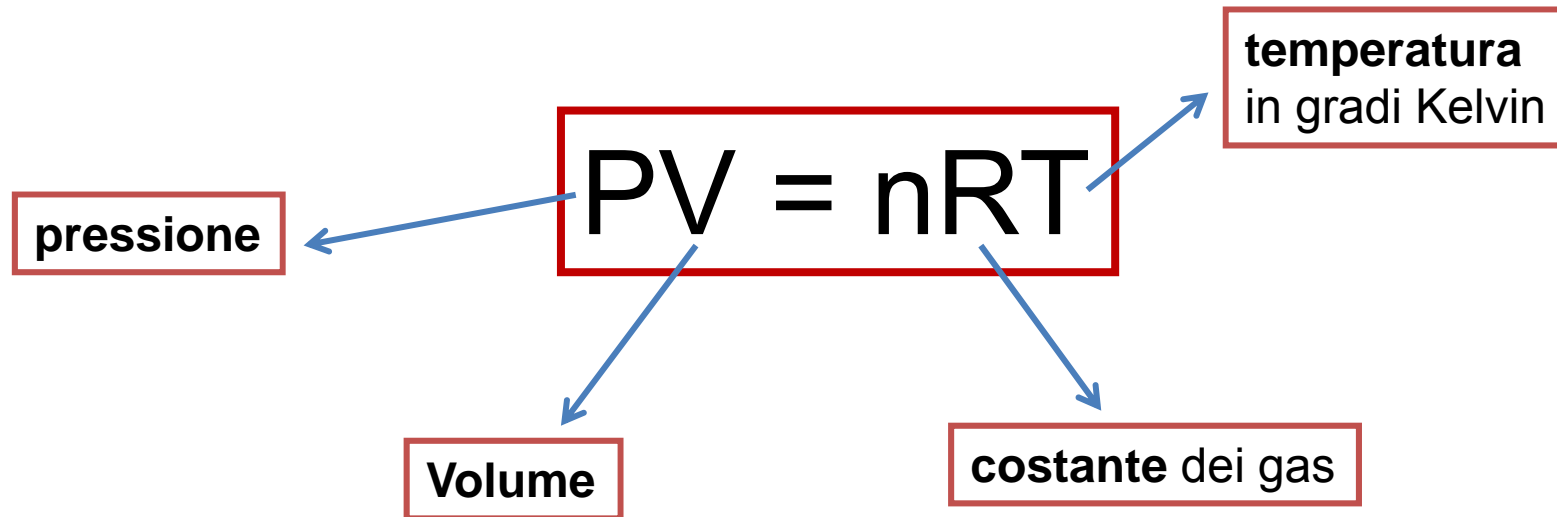 temperatura
in gradi Kelvin
PV = nRT
pressione
Volume
costante dei gas